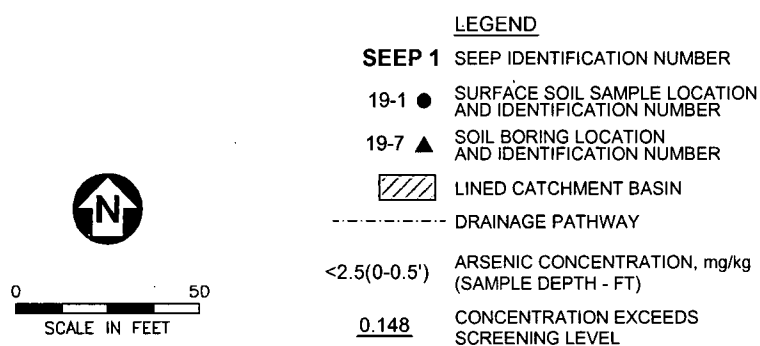 LEGEND
SEEP 1 SEEP IDENTIFICATION NUMBER
19-1 ● SURFACE SOIL SAMPLE LOCATION
AND IDENTIFICATION NUMBER
19-7 ▲ SOIL BORING LOCATION
AND IDENTIFICATION NUMBER
LINED CATCHMENT BASIN
DRAINAGE PATHWAY
<2.5(0-0.5') ARSENIC CONCENTRATION, mg/kg
(SAMPLE DEPTH - FT)
0.148 CONCENTRATION EXCEEDS
SCREENING LEVEL
N
0 50
SCALE IN FEET